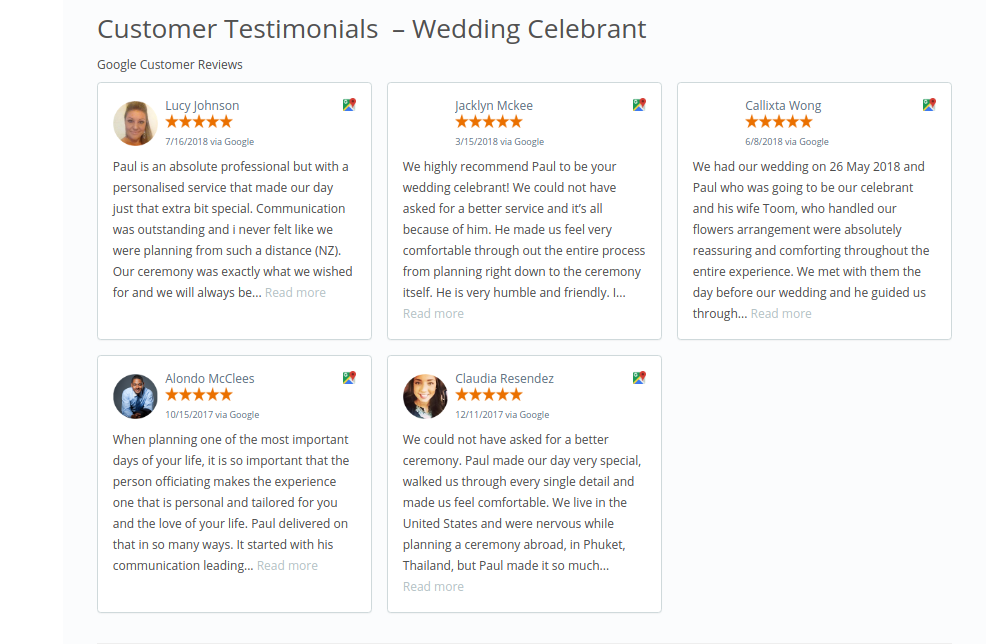 Customer Testimonials – Wedding Celebrant
Google Customer Reviews
Lucy Johnson
7/16/2018 via Google
Paul is an absolute professional but with a
personalised service that made our day
just that extra bit special. Communication
was outstanding and i never felt like we
were planning from such a distance (NZ).
Our ceremony was exactly what we wished
for and we will always be... Read more
Jacklyn Mckee
3/15/2018 via Google
We highly recommend Paul to be your
wedding celebrant! We could not have
asked for a better service and it’s all
because of him. He made us feel very
comfortable through out the entire process
from planning right down to the ceremony
itself. He is very humble and friendly. I...
Read more
Callixta Wong
6/8/2018 via Google
We had our wedding on 26 May 2018 and
Paul who was going to be our celebrant
and his wife Toom, who handled our
flowers arrangement were absolutely
reassuring and comforting throughout the
entire experience. We met with them the
day before our wedding and he guided us
through... Read more
Alondo McClees
10/15/2017 via Google
When planning one of the most important
days of your life, it is so important that the
person officiating makes the experience
one that is personal and tailored for you
and the love of your life. Paul delivered on
that in so many ways. It started with his
communication leading... Read more
Claudia Resendez
12/11/2017 via Google
We could not have asked for a better
ceremony. Paul made our day very special,
walked us through every single detail and
made us feel comfortable. We live in the
United States and were nervous while
planning a ceremony abroad, in Phuket,
Thailand, but Paul made it so much...
Read more